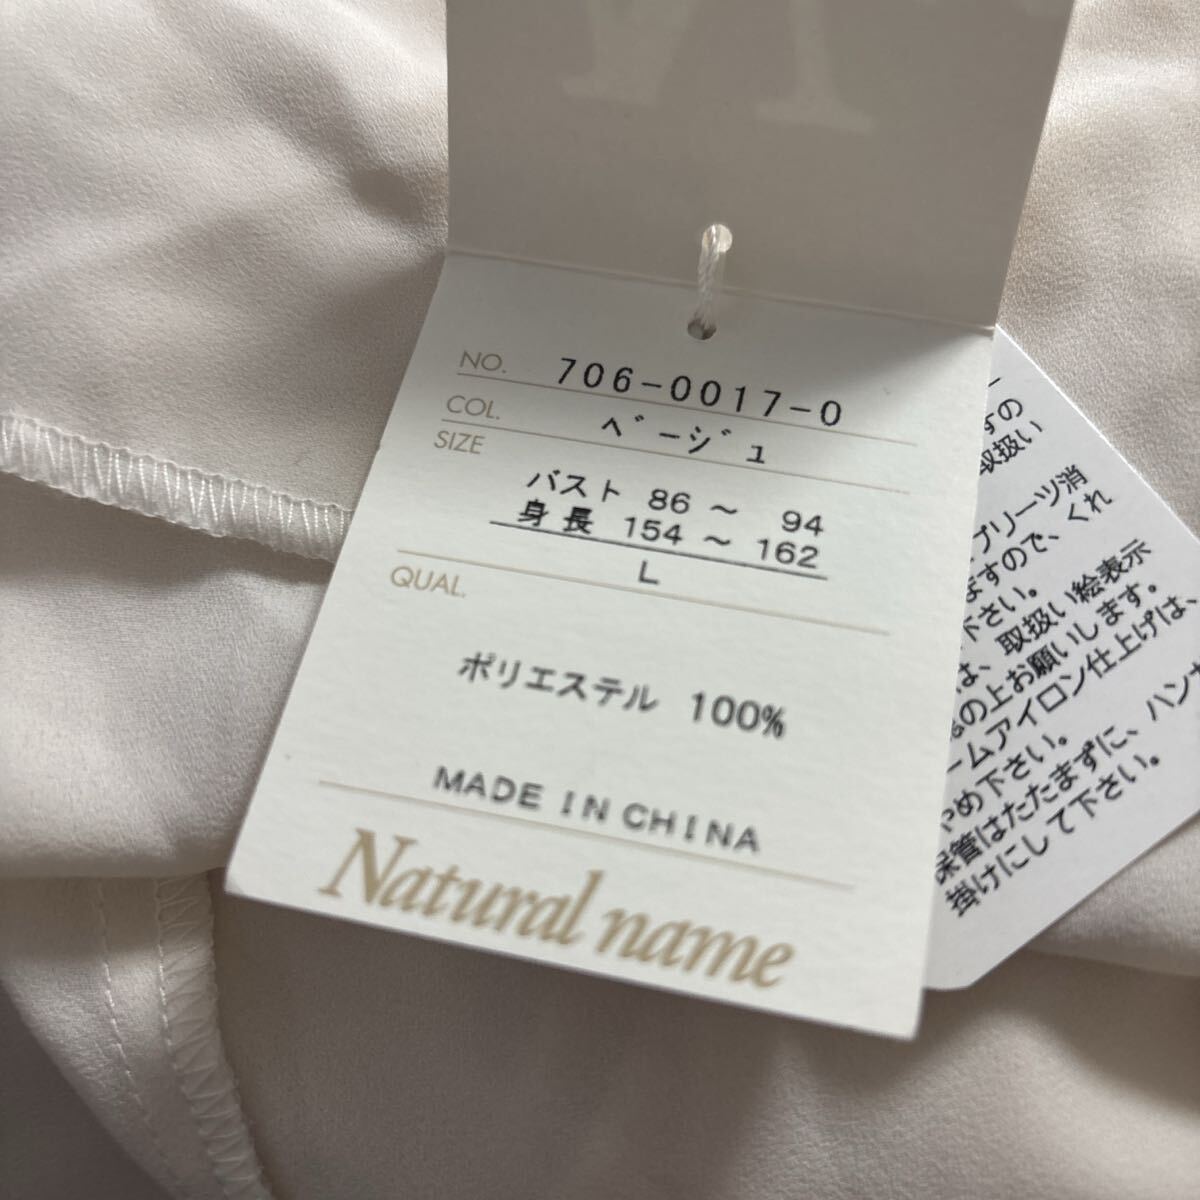 NO. 706-0017-0
COL. ベージュ
SIZE
バスト 86 ～ 94
身長 154 ～ 162
L
QUAL.
ポリエステル 100%
MADE IN CHINA
Natural name
すの
取扱い
プリーツ消
ますので、くれ
下さい。
は、取扱い絵表示
の上お願いします。
ームアイロン仕上げは、
やめ下さい。
保管はたたまずに、ハンガ
掛けにして下さい。